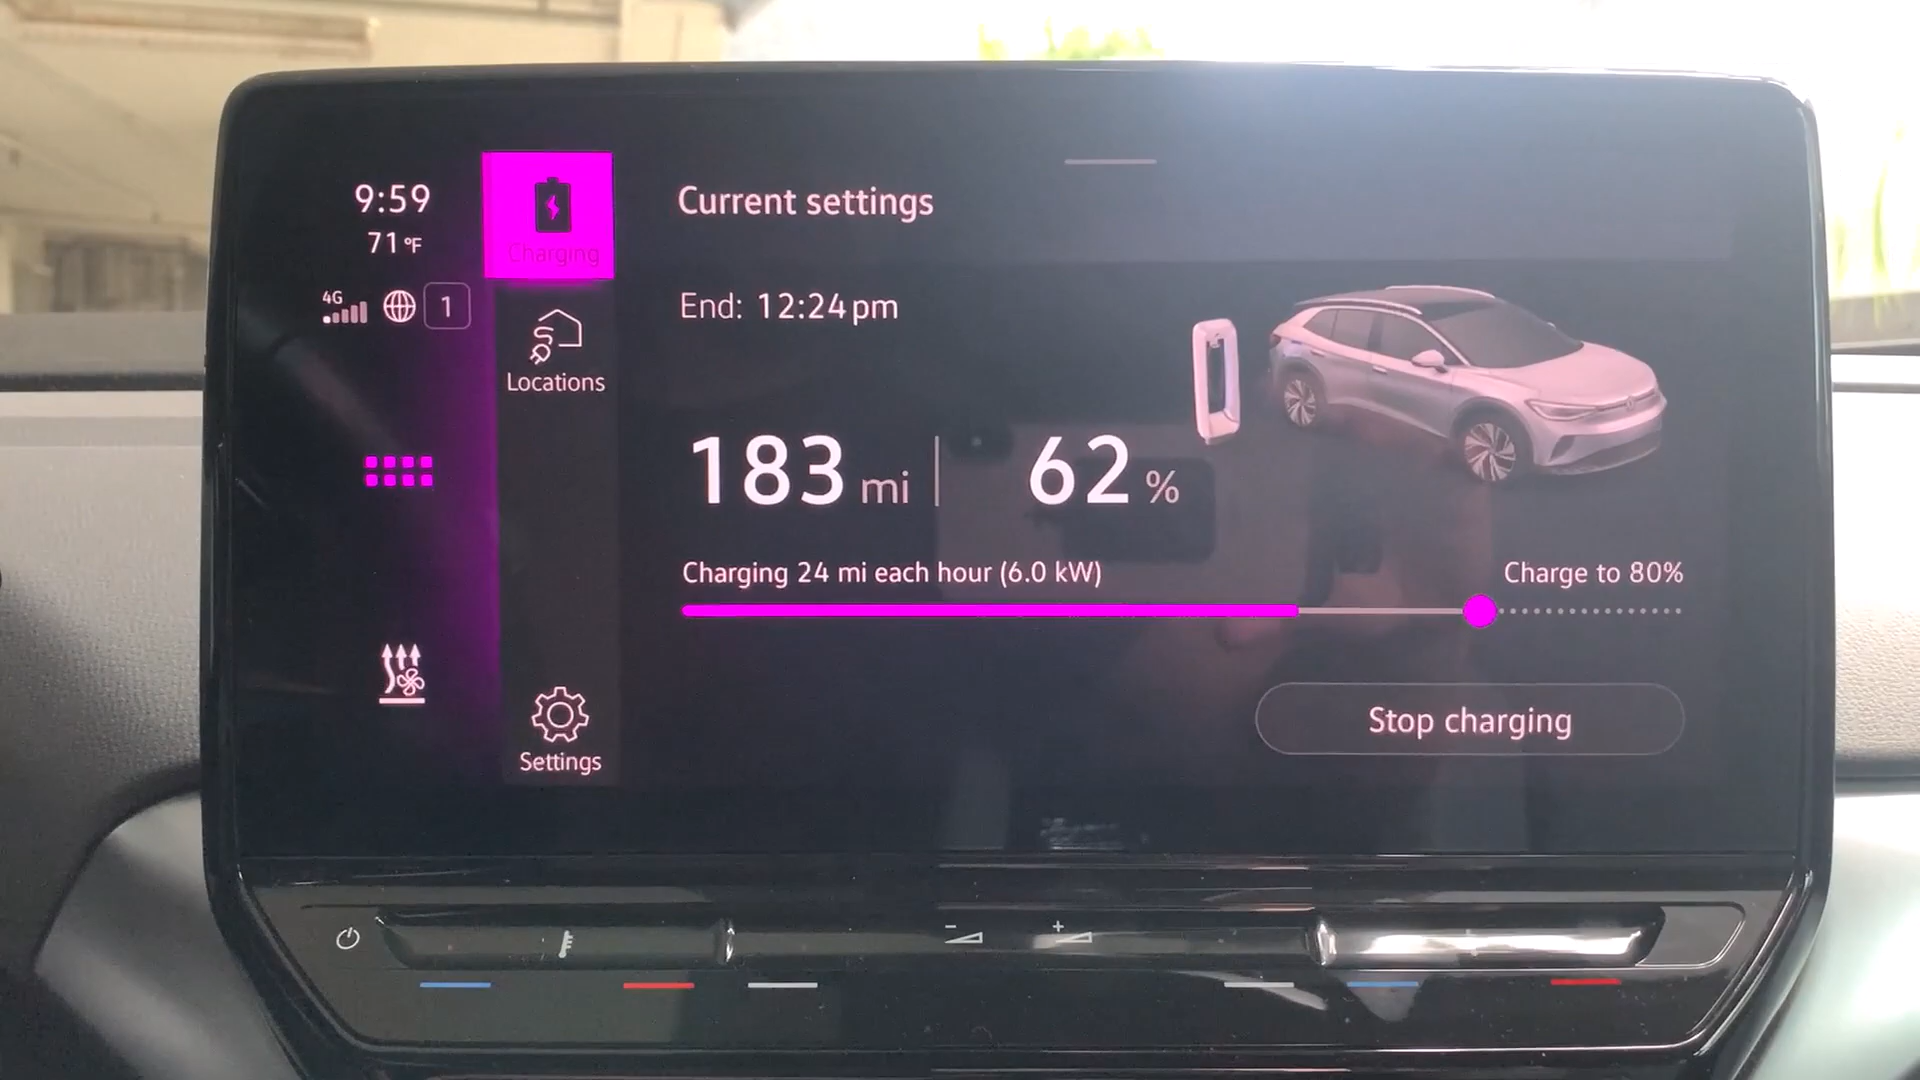 9:59
71°F
4G
1
Charging
Locations
Settings
Current settings
End: 12:24 pm
183 mi | 62 %
Charging 24 mi each hour (6.0 kW)
Charge to 80%
Stop charging